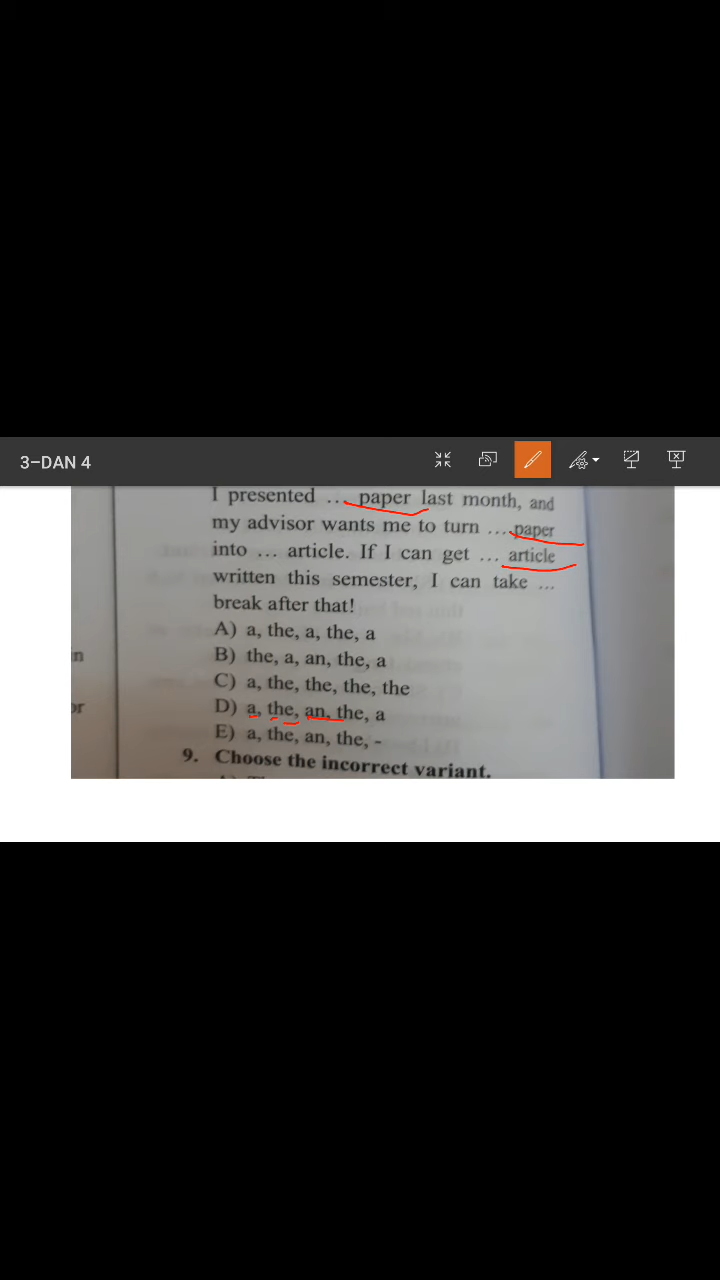 3-DAN 4
I presented ... paper last month, and
my advisor wants me to turn ... paper
into ... article. If I can get ... article
written this semester, I can take ...
break after that!
A) a, the, a, the, a
B) the, a, an, the, a
C) a, the, the, the, the
D) a, the, an, the, a
E) a, the, an, the, -
9. Choose the incorrect variant.